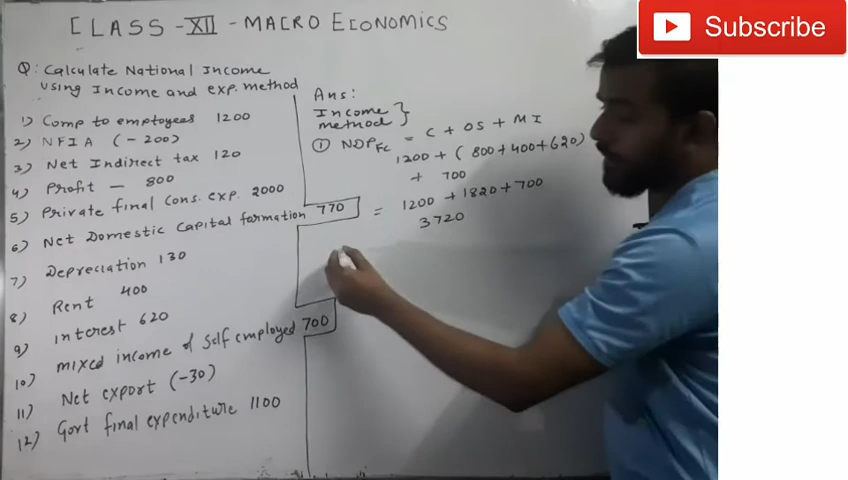 CLASS - XII - MACRO ECONOMICS
Subscribe
Q: Calculate National Income
using Income and exp. method
1) Comp to employees 1200
2) NFIA (-200)
3) Net Indirect tax 120
4) Profit — 800
5) Private final Cons. exp. 2000
6) Net Domestic Capital formation 770
7) Depreciation 130
8) Rent 400
9) interest 620
10) mixed income of Self employed 700
11) Net export (-30)
12) Govt final expenditure 1100
Ans:
Income
method }
① NDP FC = C + OS + MI
1200 + (800+400+620)
+ 700
= 1200 + 1820 + 700
3720